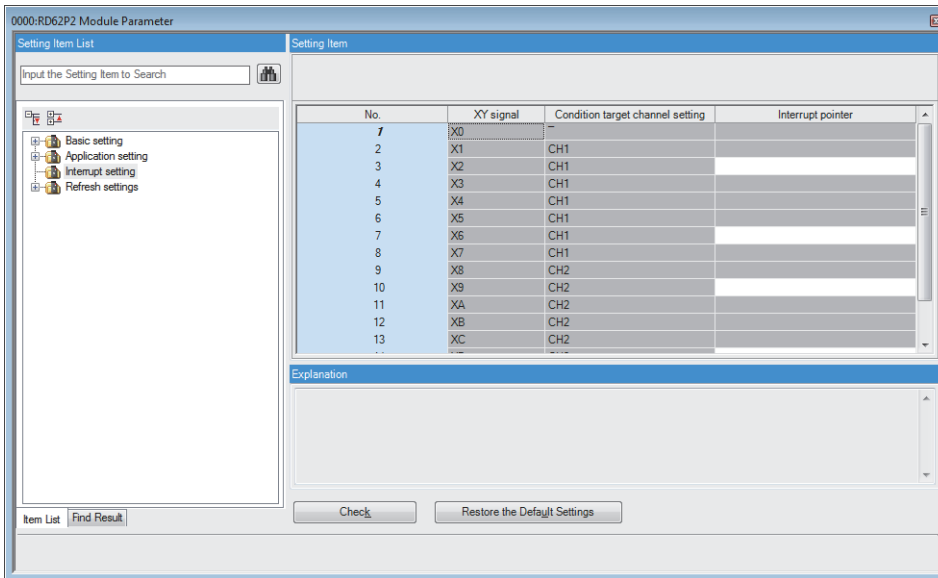 0000:RD62P2 Module Parameter
Setting Item List
Input the Setting Item to Search
Basic setting
Application setting
Interrupt setting
Refresh settings
Item List Find Result
Setting Item
No. XY signal Condition target channel setting Interrupt pointer
1 X0 –
2 X1 CH1
3 X2 CH1
4 X3 CH1
5 X4 CH1
6 X5 CH1
7 X6 CH1
8 X7 CH1
9 X8 CH2
10 X9 CH2
11 XA CH2
12 XB CH2
13 XC CH2
Explanation
Check Restore the Default Settings